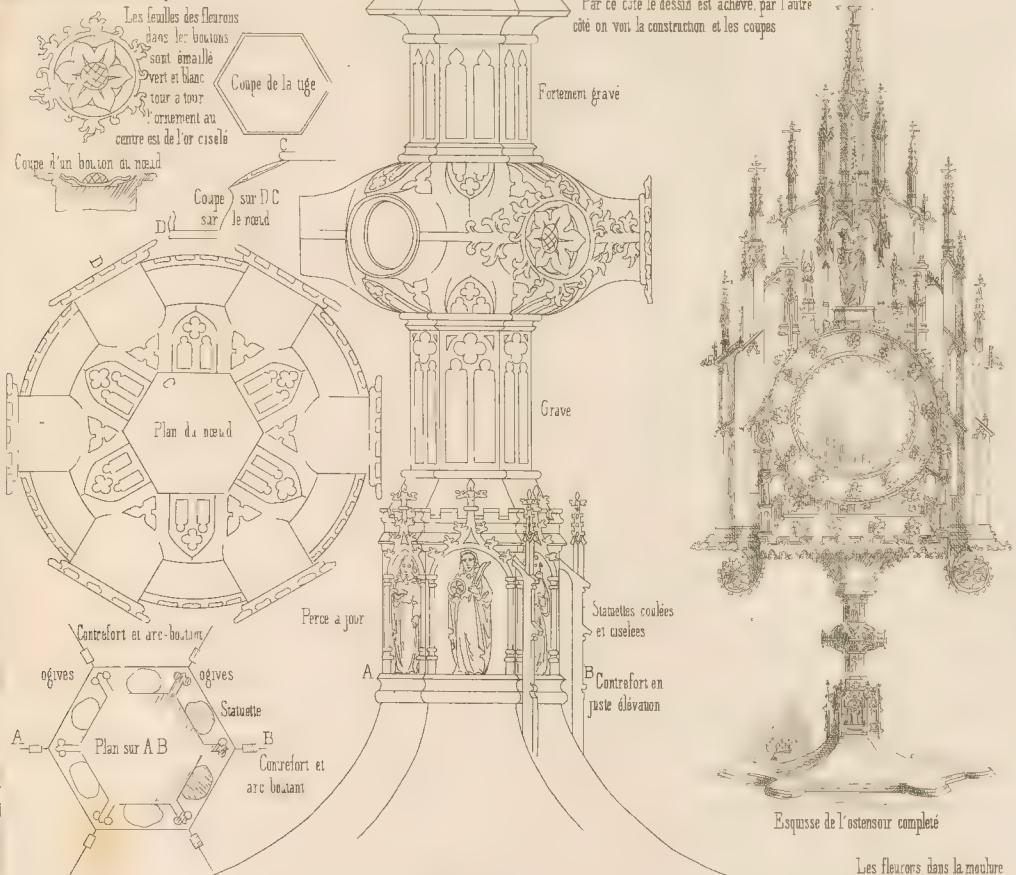 Par ce côté le dessin est achevé, par l'autre
côté on voit la construction et les coupes
Les feuilles des fleurons
dans les boutons
sont émaillé
vert et blanc
tour a tour
l'ornement au
centre est de l'or ciselé
Coupe de la tige
Fortement gravé
Coupe d'un bouton du nœud
C
Coupe sur D C
sur le nœud
D
Plan du nœud
Gravé
Percé a jour
Statuettes coulées
et ciselées
A
B
Contrefort en
juste élévation
Contrefort et arc-boutant
ogives
ogives
Statuette
A
Plan sur A B
B
Contrefort et
arc boutant
Esquisse de l'ostensoir completé
Les fleurons dans la moulure